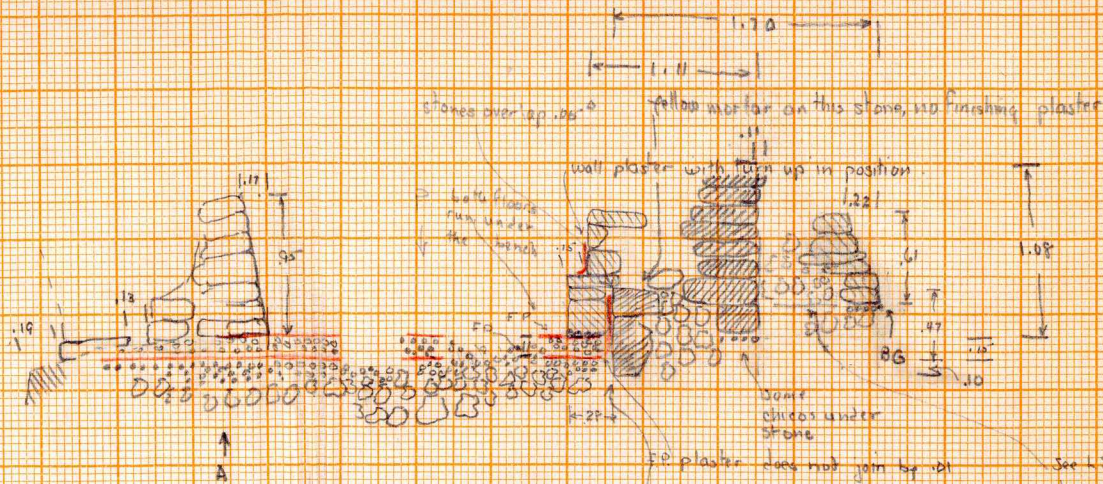 1.70
1.11
stones overlap .05
yellow mortar on this stone, no finishing plaster
.11
wall plaster with turn up in position.
.17
both floors
run under
the bench
.22
.95
.15
.61
1.08
.13
.19
F.P.
F.P.
.47
BG
.15
.10
.28
some
chicos under
stone
A
F.P. plaster does not join by .01
See